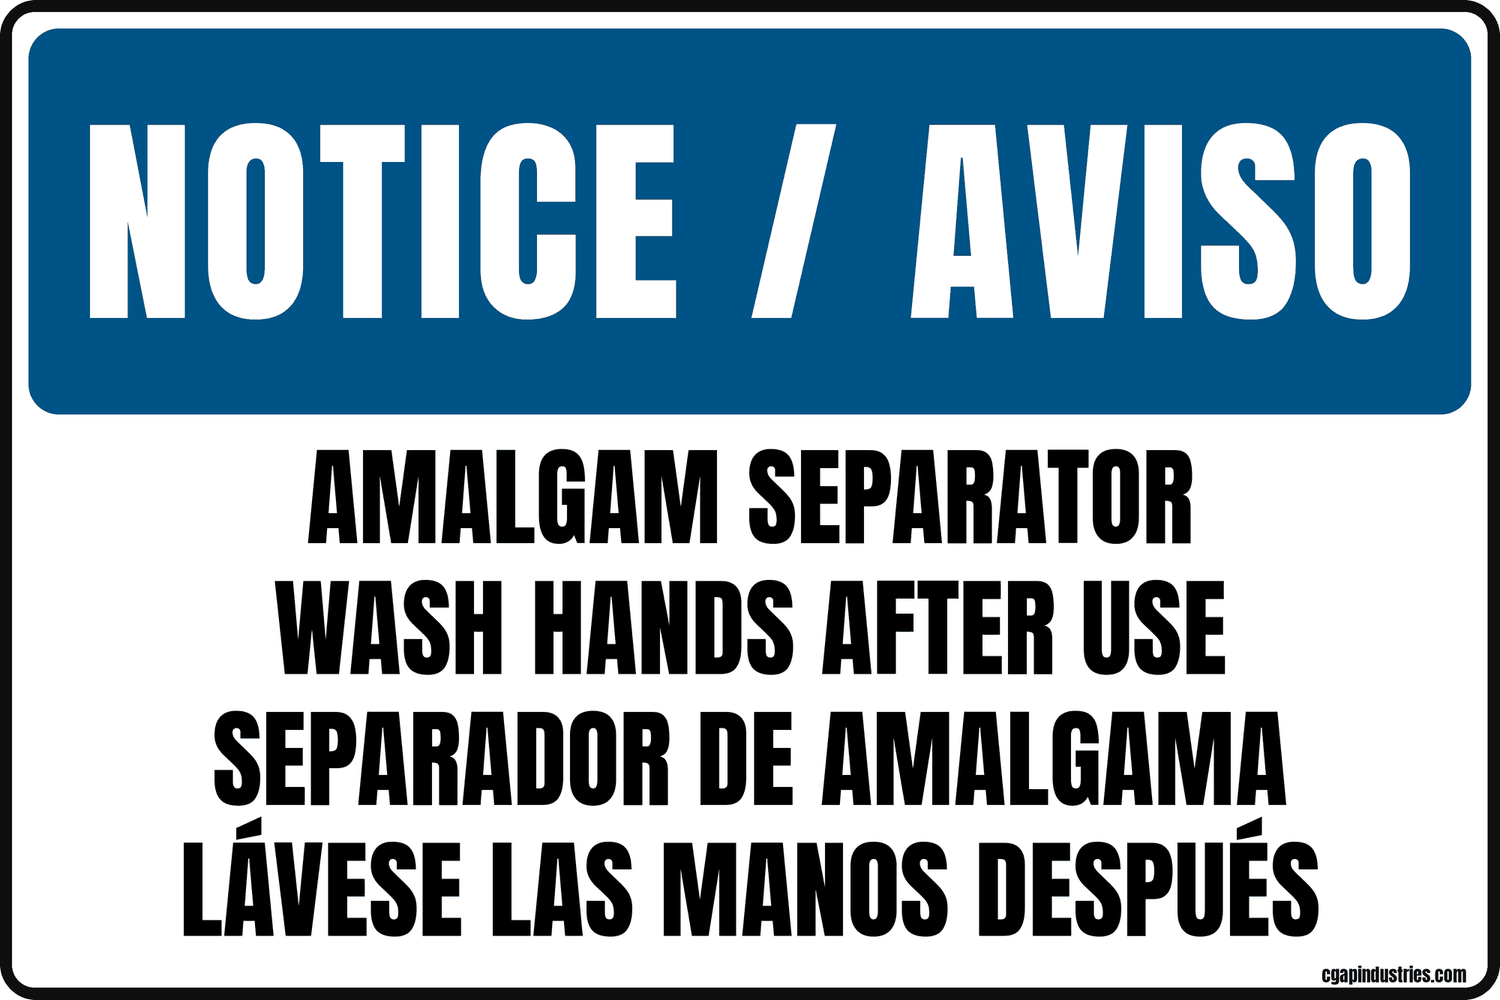 NOTICE / AVISO
AMALGAM SEPARATOR
WASH HANDS AFTER USE
SEPARADOR DE AMALGAMA
LÁVESE LAS MANOS DESPUÉS
cgapindustries.com